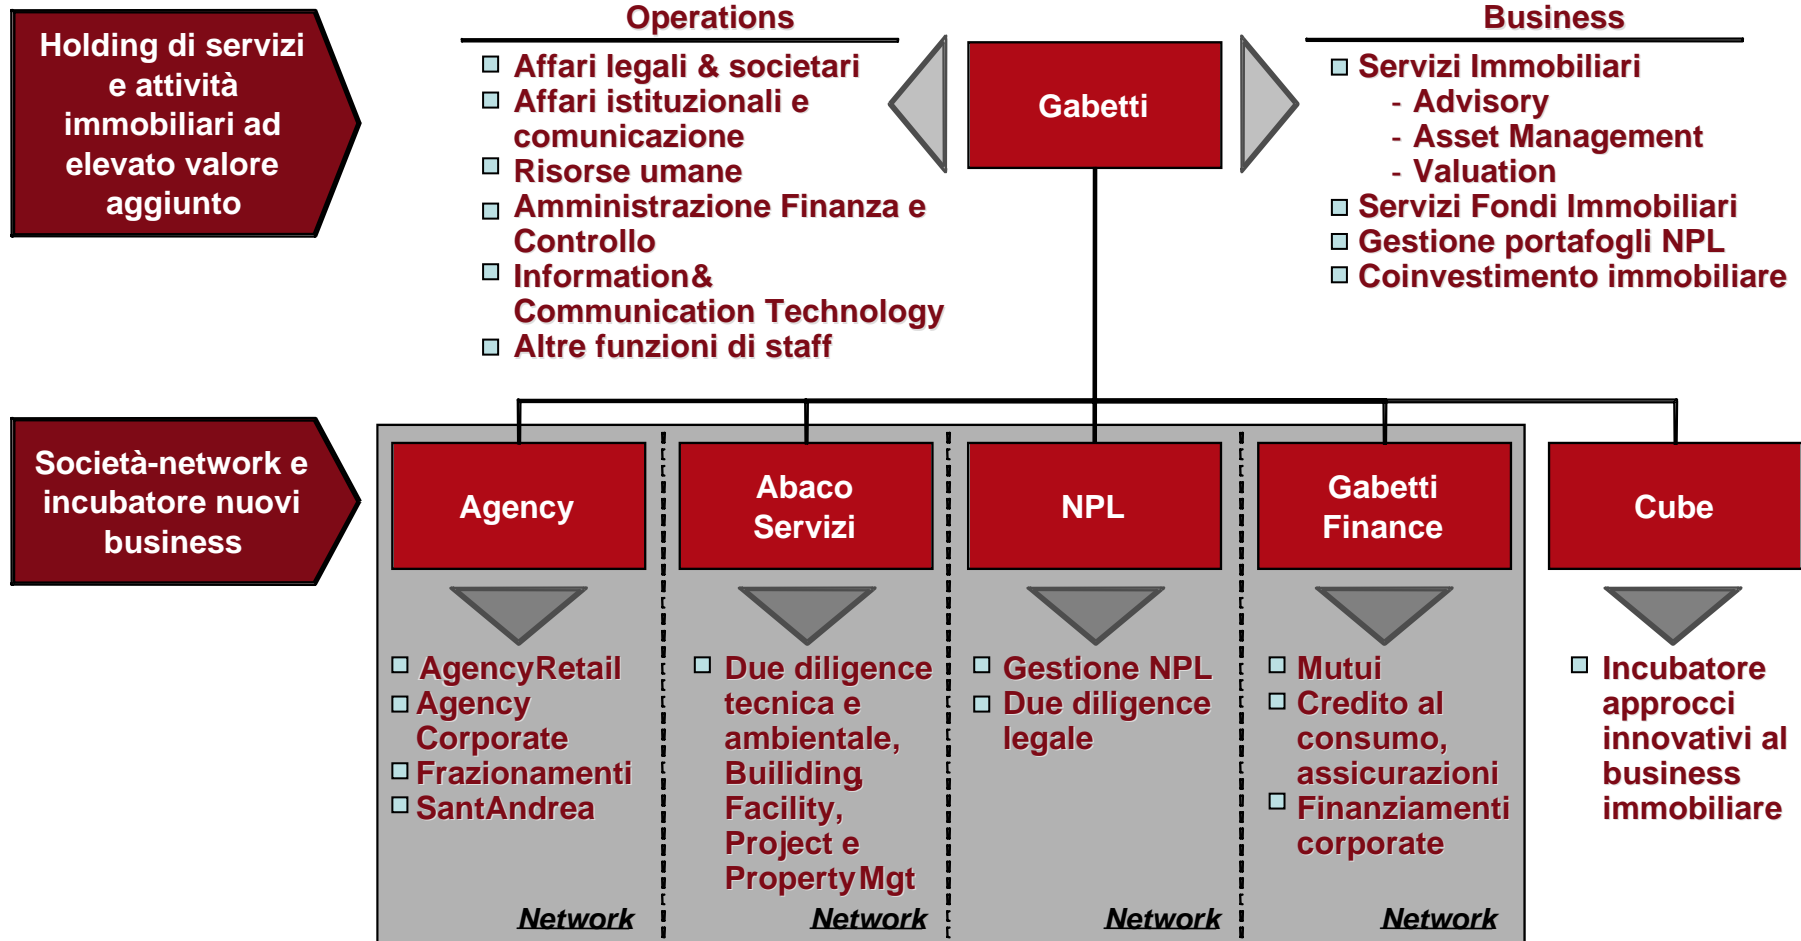 Holding di servizi
e attività
immobiliari ad
elevato valore
aggiunto
Operations
Affari legali & societari
Affari istituzionali e
comunicazione
Risorse umane
Amministrazione Finanza e
Controllo
Information&
Communication Technology
Altre funzioni di staff
Gabetti
Business
Servizi Immobiliari
- Advisory
- Asset Management
- Valuation
Servizi Fondi Immobiliari
Gestione portafogli NPL
Coinvestimento immobiliare
Società-network e
incubatore nuovi
business
Agency
AgencyRetail
Agency
Corporate
Frazionamenti
SantAndrea
Network
Abaco
Servizi
Due diligence
tecnica e
ambientale,
Builiding,
Facility,
Project e
PropertyMgt
Network
NPL
Gestione NPL
Due diligence
legale
Network
Gabetti
Finance
Mutui
Credito al
consumo,
assicurazioni
Finanziamenti
corporate
Network
Cube
Incubatore
approcci
innovativi al
business
immobiliare